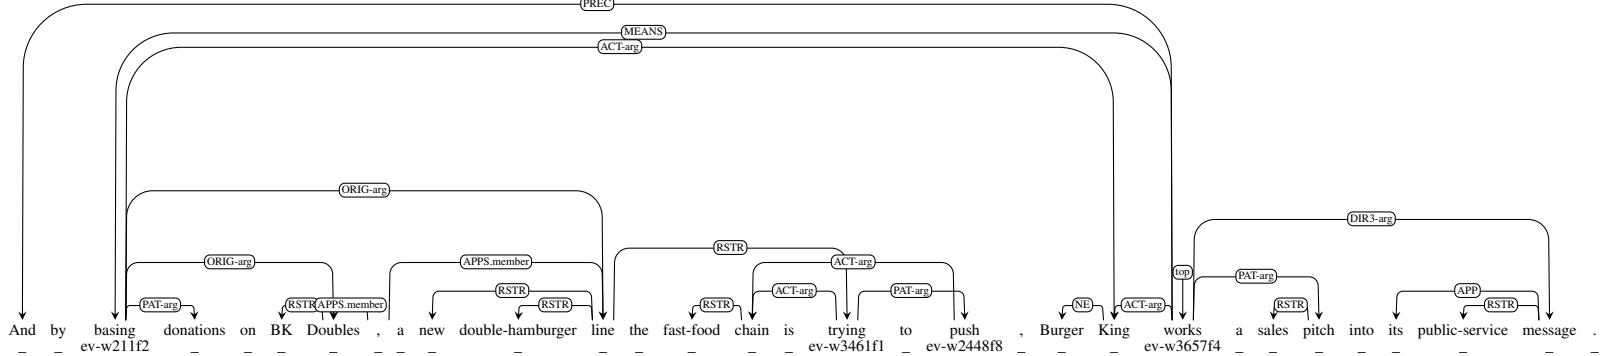 PREC
MEANS
ACT-arg
ORIG-arg
DIR3-arg
RSTR
ORIG-arg APPS.member ACT-arg
top PAT-arg
RSTR ACT-arg PAT-arg APP
PAT-arg RSTR APPS.member RSTR RSTR NE ACT-arg RSTR RSTR
And by basing donations on BK Doubles , a new double-hamburger line the fast-food chain is trying to push , Burger King works a sales pitch into its public-service message .
_ _ ev-w211f2 _ _ _ _ _ _ _ _ _ _ _ _ _ ev-w3461f1 _ ev-w2448f8 _ _ _ ev-w3657f4 _ _ _ _ _ _ _ _